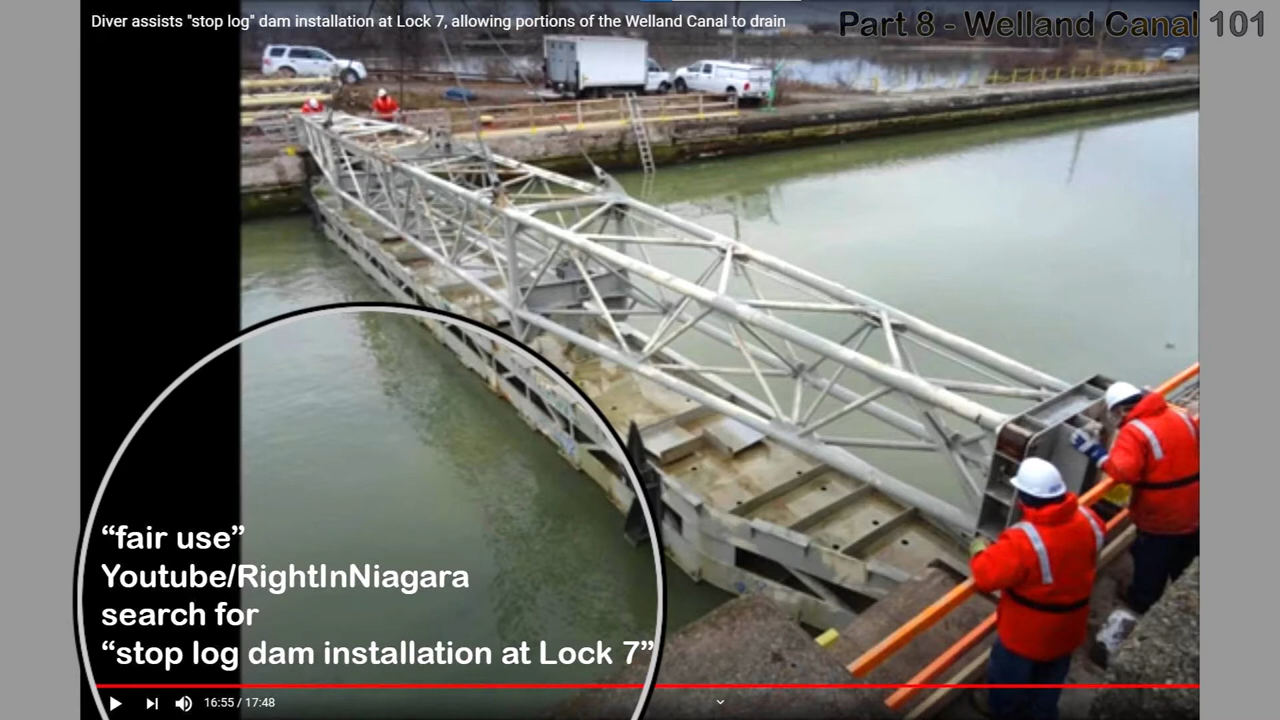 Diver assists "stop log" dam installation at Lock 7, allowing portions of the Welland Canal to drain
Part 8 - Welland Canal 101
“fair use”
Youtube/RightInNiagara
search for
“stop log dam installation at Lock 7”
16:55 / 17:48